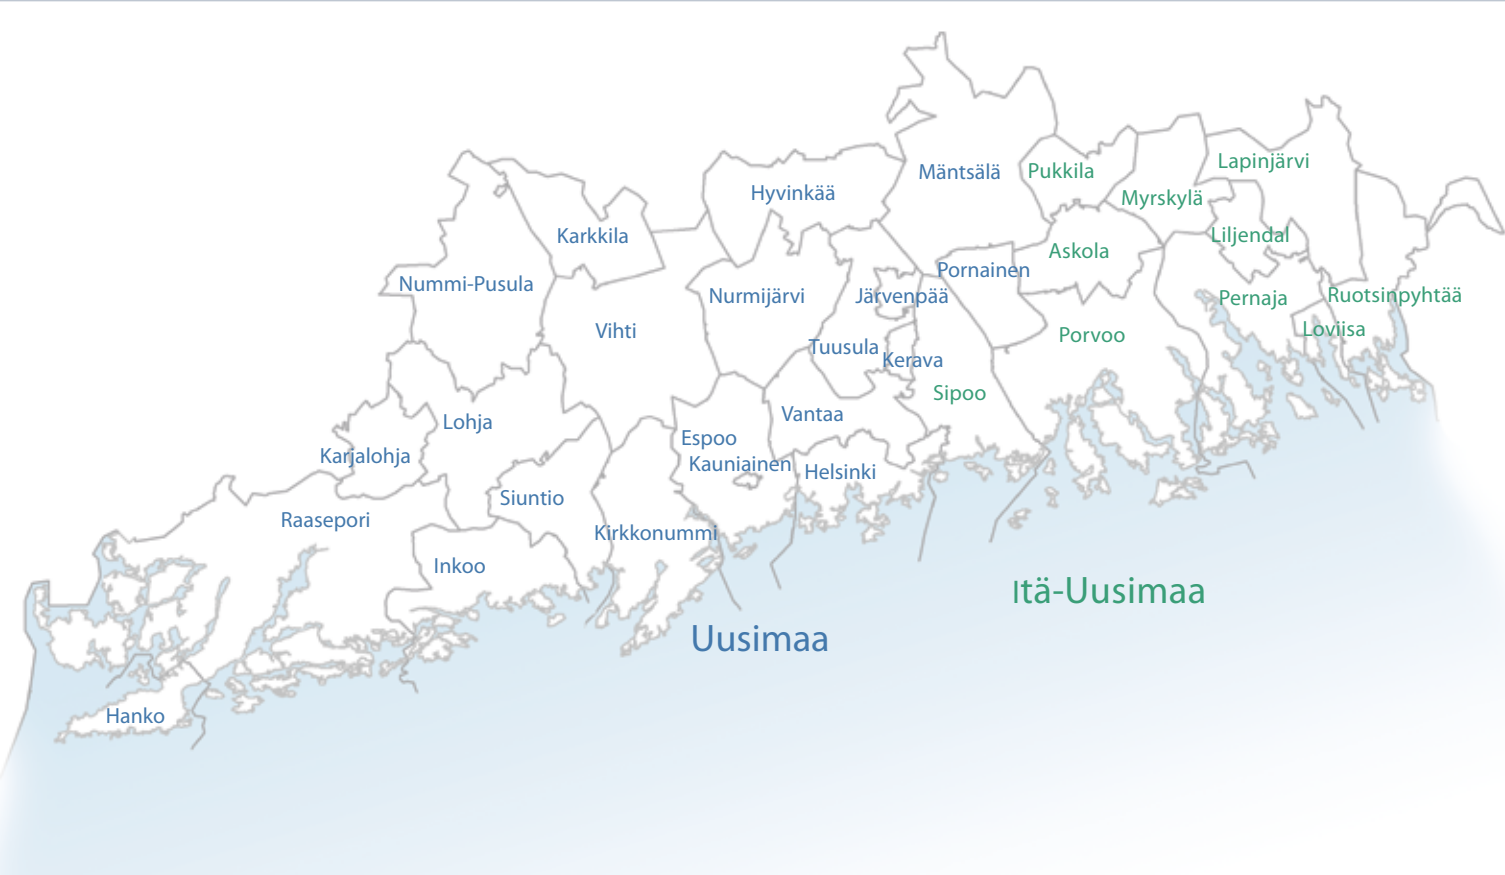 Lapinjärvi
Mäntsälä
Pukkila
Hyvinkää
Myrskylä
Karkkila
Liljendal
Askola
Pornainen
Nummi-Pusula
Nurmijärvi
Järvenpää
Pernaja
Ruotsinpyhtää
Vihti
Loviisa
Porvoo
Tuusula
Kerava
Sipoo
Vantaa
Lohja
Espoo
Karjalohja
Kauniainen
Helsinki
Siuntio
Raasepori
Kirkkonummi
Inkoo
Itä-Uusimaa
Uusimaa
Hanko